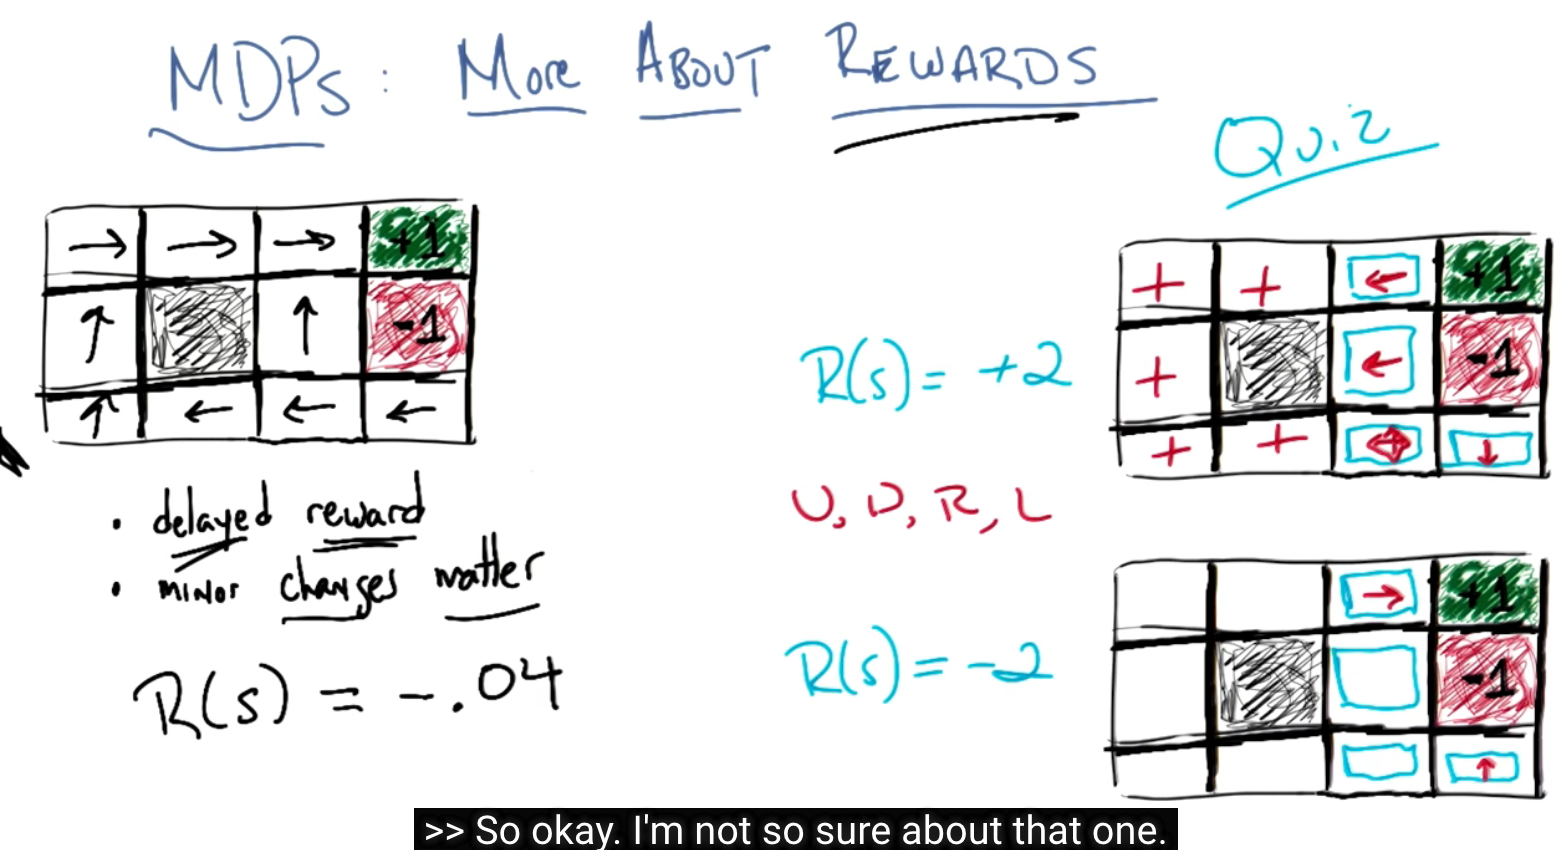 MDPs: More About Rewards
Quiz
→ → → +1
↑ ↑ -1
↑ ← ← ←
• delayed reward
• minor changes matter
R(s) = -.04
R(s) = +2
+ + ← +1
+ ← -1
+ + ↓
U, D, R, L
R(s) = -2
→ +1
-1
↑
>> So okay. I'm not so sure about that one.